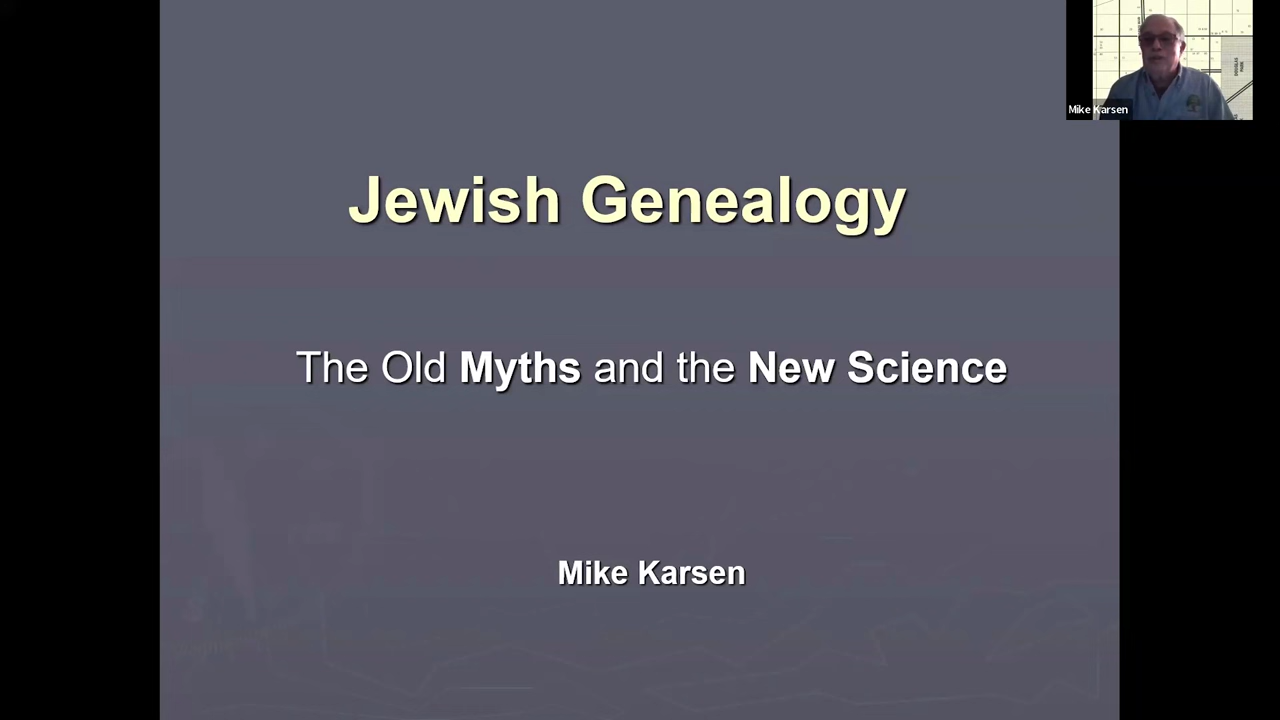 Jewish Genealogy
The Old Myths and the New Science
Mike Karsen
Mike Karsen